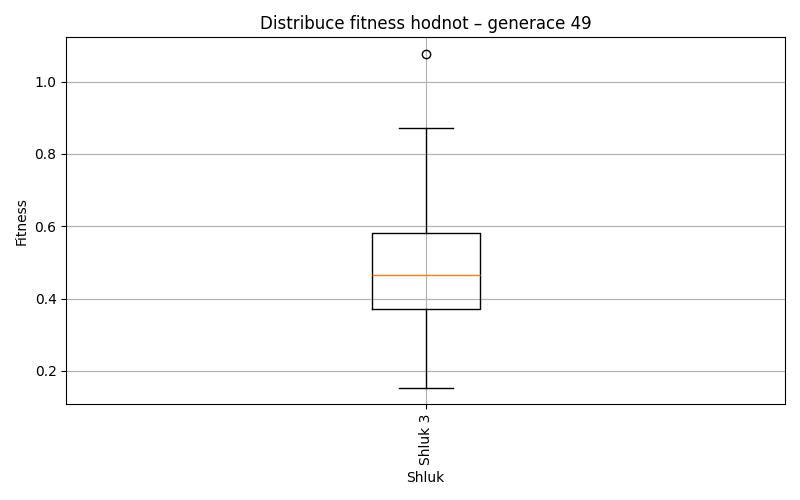 Distribuce fitness hodnot – generace 49
Fitness
1.0
0.8
0.6
0.4
0.2
Shluk 3
Shluk